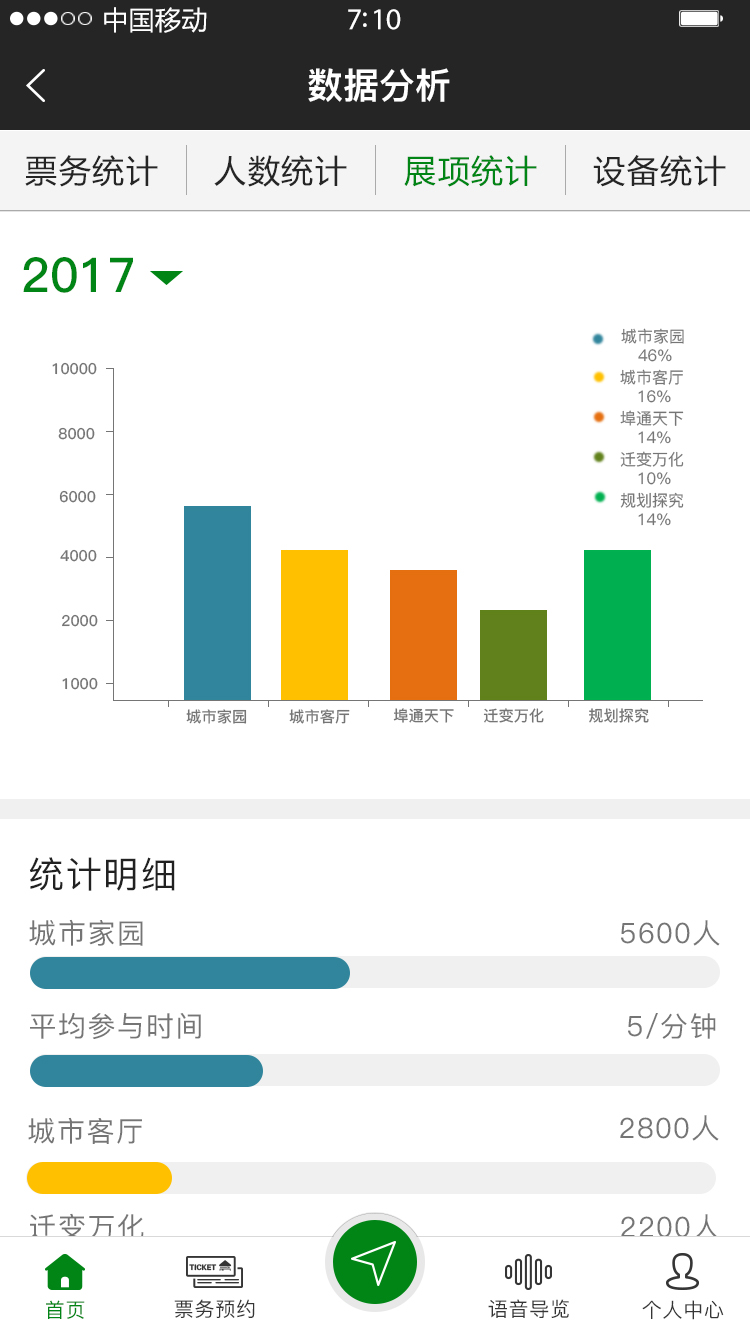 中国移动 7:10
数据分析
票务统计 人数统计 展项统计 设备统计
2017
城市家园
46%
城市客厅
16%
埠通天下
14%
迁变万化
10%
规划探究
14%
10000
8000
6000
4000
2000
1000
城市家园 城市客厅 埠通天下 迁变万化 规划探究
统计明细
城市家园 5600人
平均参与时间 5/分钟
城市客厅 2800人
迁变万化 2200人
TICKET
首页 票务预约 语音导览 个人中心